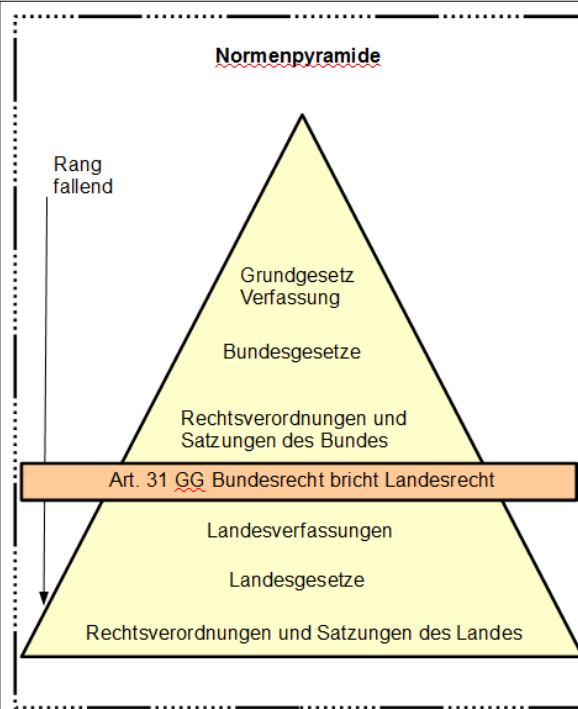 Normenpyramide
Rang
fallend
Grundgesetz
Verfassung
Bundesgesetze
Rechtsverordnungen und
Satzungen des Bundes
Art. 31 GG Bundesrecht bricht Landesrecht
Landesverfassungen
Landesgesetze
Rechtsverordnungen und Satzungen des Landes